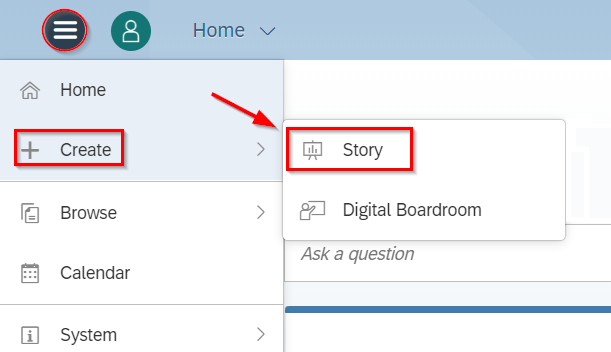 Home
Home
Create
Story
Browse
Digital Boardroom
Ask a question
Calendar
System